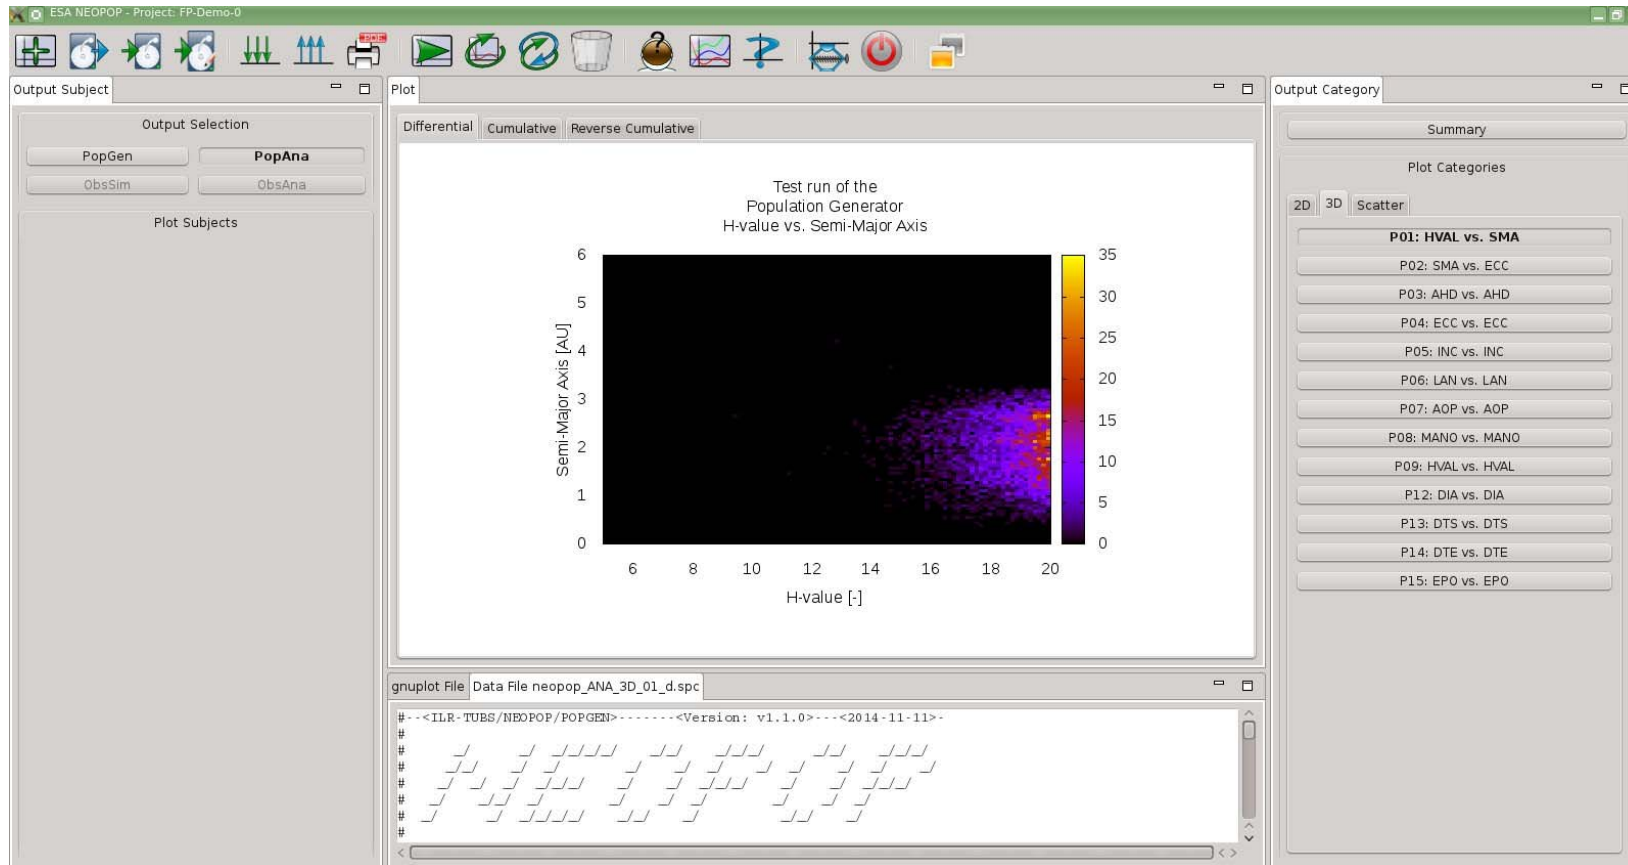 ESA NEOPOP - Project: FP-Demo-0
PDF
Output Subject
Output Selection
PopGen
PopAna
ObsSim
ObsAna
Plot Subjects
Plot
Differential
Cumulative
Reverse Cumulative
Test run of the
Population Generator
H-value vs. Semi-Major Axis
Semi-Major Axis [AU]
6
5
4
3
2
1
0
6 8 10 12 14 16 18 20
H-value [-]
35
30
25
20
15
10
5
0
gnuplot File
Data File neopop_ANA_3D_01_d.spc
#--<ILR-TUBS/NEOPOP/POPGEN>-------<Version: v1.1.0>---<2014-11-11>-
#
#
#
#
#
#
#
NEOPOP
Output Category
Summary
Plot Categories
2D
3D
Scatter
P01: HVAL vs. SMA
P02: SMA vs. ECC
P03: AHD vs. AHD
P04: ECC vs. ECC
P05: INC vs. INC
P06: LAN vs. LAN
P07: AOP vs. AOP
P08: MANO vs. MANO
P09: HVAL vs. HVAL
P12: DIA vs. DIA
P13: DTS vs. DTS
P14: DTE vs. DTE
P15: EPO vs. EPO